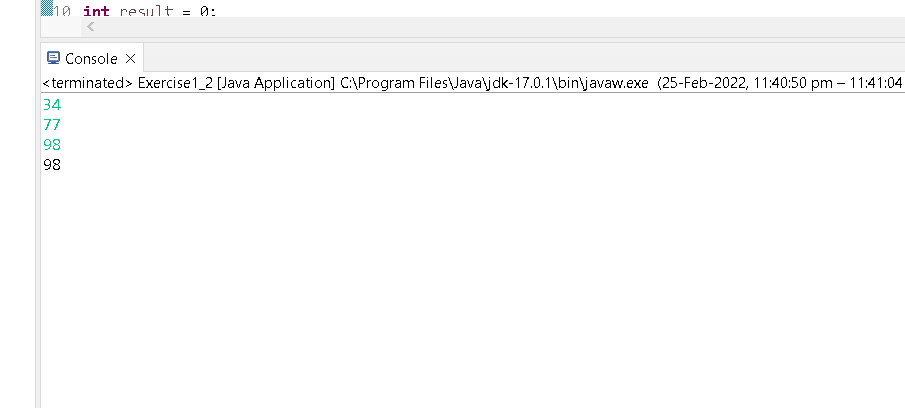 10 int result = 0;
Console
<terminated> Exercise1_2 [Java Application] C:\Program Files\Java\jdk-17.0.1\bin\javaw.exe (25-Feb-2022, 11:40:50 pm – 11:41:04
34
77
98
98